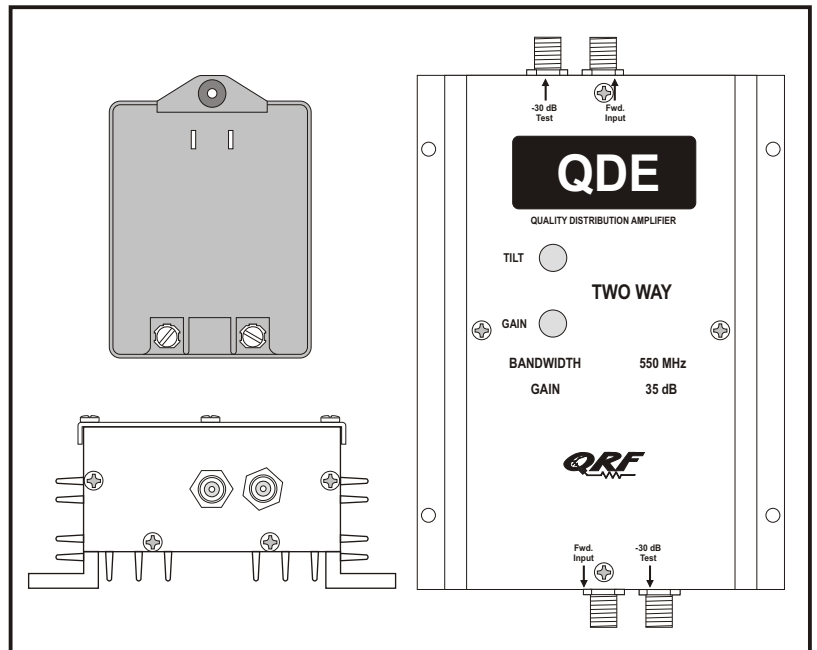 -30 dB
Test
Fwd.
Input
QDE
QUALITY DISTRIBUTION AMPLIFIER
TILT
TWO WAY
GAIN
BANDWIDTH 550 MHz
GAIN 35 dB
QRF
Fwd.
Input
-30 dB
Test